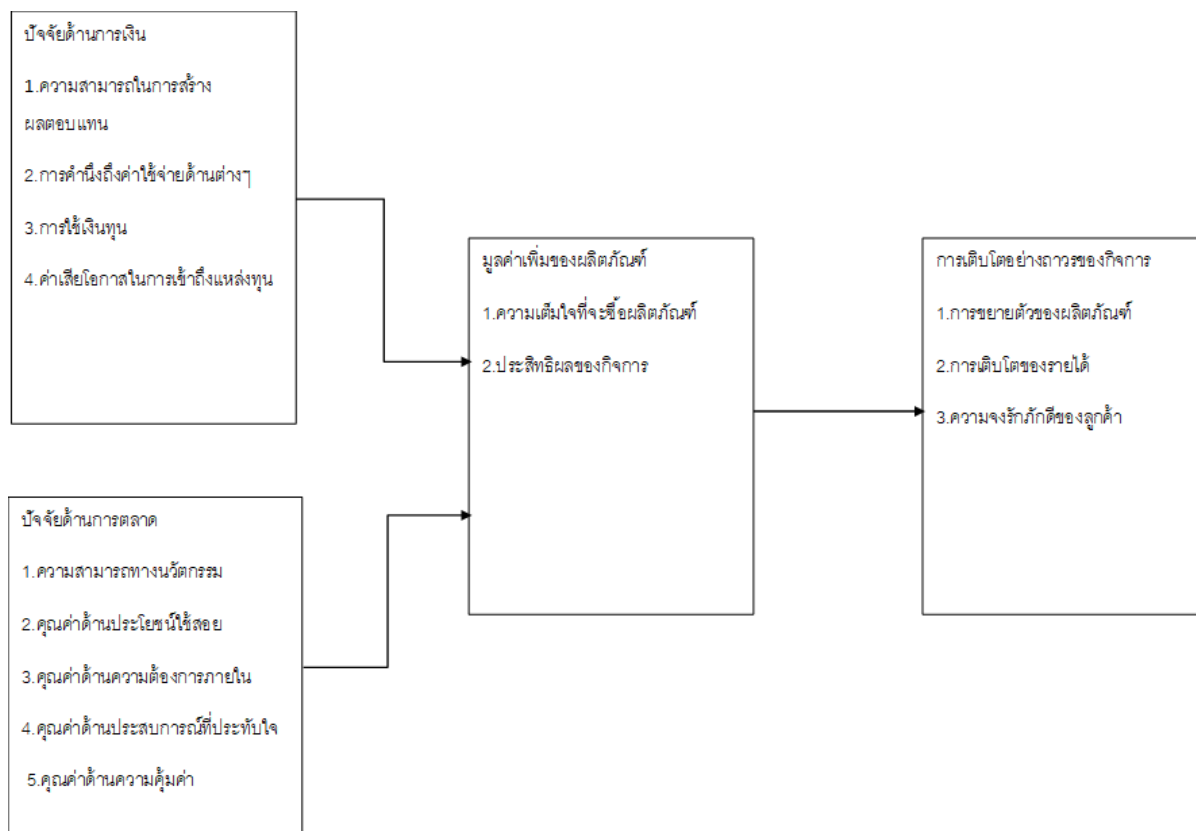 ปัจจัยด้านการเงิน
1.ความสามารถในการสร้าง
ผลตอบแทน
2.การคำนึงถึงค่าใช้จ่ายด้านต่างๆ
3.การใช้เงินทุน
4.ค่าเสียโอกาสในการเข้าถึงแหล่งทุน
ปัจจัยด้านการตลาด
1.ความสามารถทางนวัตกรรม
2.คุณค่าด้านประโยชน์ใช้สอย
3.คุณค่าด้านความต้องการภายใน
4.คุณค่าด้านประสบการณ์ที่ประทับใจ
5.คุณค่าด้านความคุ้มค่า
มูลค่าเพิ่มของผลิตภัณฑ์
1.ความเต็มใจที่จะซื้อผลิตภัณฑ์
2.ประสิทธิผลของกิจการ
การเติบโตอย่างถาวรของกิจการ
1.การขยายตัวของผลิตภัณฑ์
2.การเติบโตของรายได้
3.ความจงรักภักดีของลูกค้า